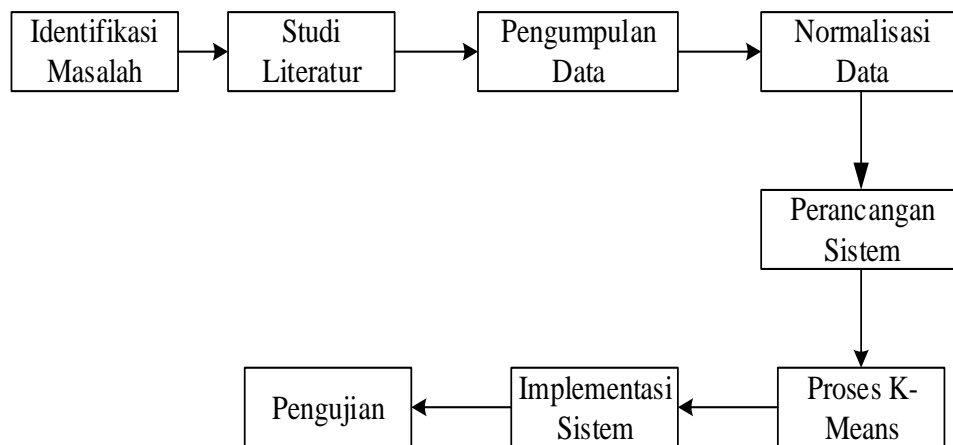 Identifikasi
Masalah
Studi
Literatur
Pengumpulan
Data
Normalisasi
Data
Perancangan
Sistem
Proses K-
Means
Implementasi
Sistem
Pengujian